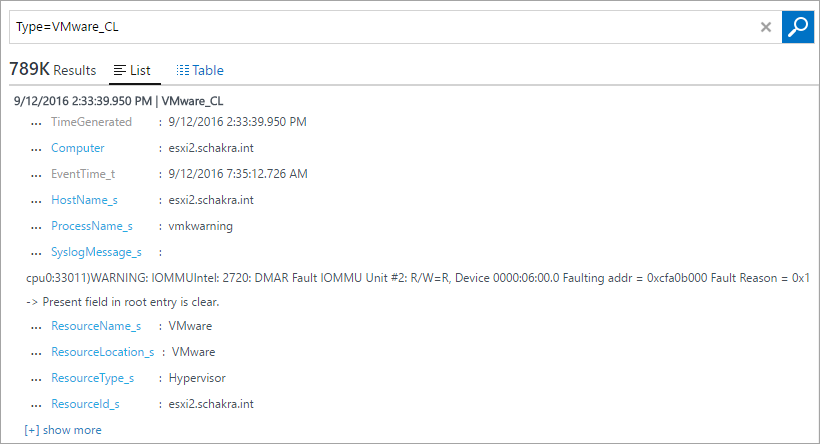 Type=VMware_CL
789K Results List Table
9/12/2016 2:33:39.950 PM | VMware_CL
... TimeGenerated : 9/12/2016 2:33:39.950 PM
... Computer : esxi2.schakra.int
... EventTime_t : 9/12/2016 7:35:12.726 AM
... HostName_s : esxi2.schakra.int
... ProcessName_s : vmkwarning
... SyslogMessage_s :
cpu0:33011)WARNING: IOMMUIntel: 2720: DMAR Fault IOMMU Unit #2: R/W=R, Device 0000:06:00.0 Faulting addr = 0xcfa0b000 Fault Reason = 0x1
-> Present field in root entry is clear.
... ResourceName_s : VMware
... ResourceLocation_s : VMware
... ResourceType_s : Hypervisor
... ResourceId_s : esxi2.schakra.int
[+] show more